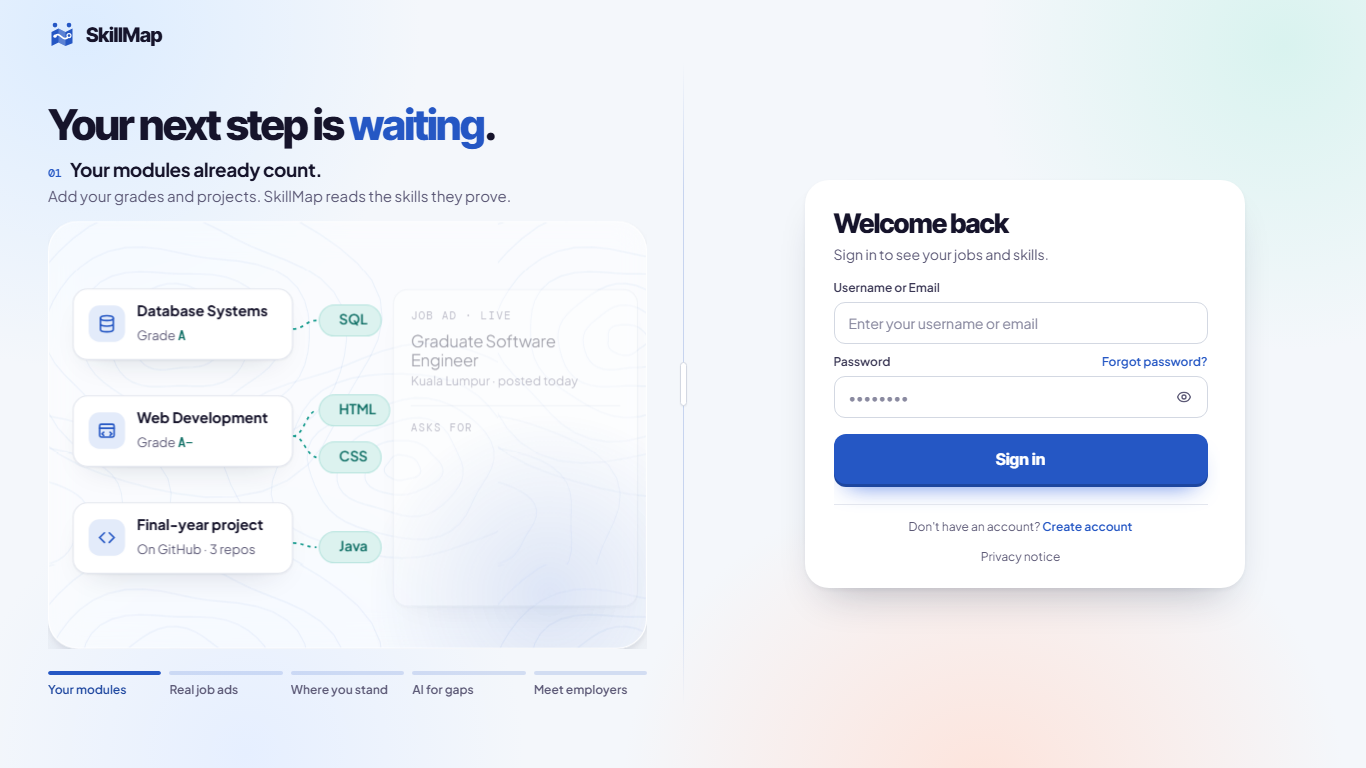 SkillMap
Your next step is waiting.
01 Your modules already count.
Add your grades and projects. SkillMap reads the skills they prove.
Database Systems
Grade A
SQL
Web Development
Grade A−
HTML
CSS
Final-year project
On GitHub · 3 repos
Java
JOB AD · LIVE
Graduate Software
Engineer
Kuala Lumpur · posted today
ASKS FOR
Your modules
Real job ads
Where you stand
AI for gaps
Meet employers
Welcome back
Sign in to see your jobs and skills.
Username or Email
Enter your username or email
Password
Forgot password?
••••••••
Sign in
Don't have an account? Create account
Privacy notice